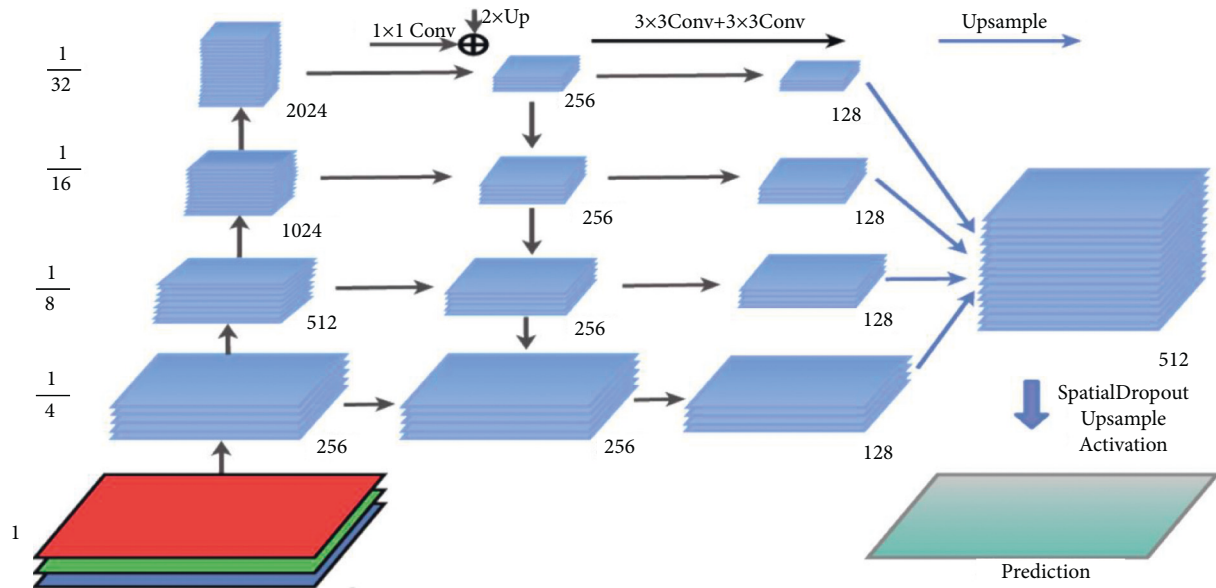 1×1 Conv
2×Up
3×3Conv+3×3Conv
Upsample
1
32
2024
256
128
1
16
1024
256
128
1
8
512
256
128
512
1
4
256
256
128
SpatialDropout
Upsample
Activation
1
Prediction